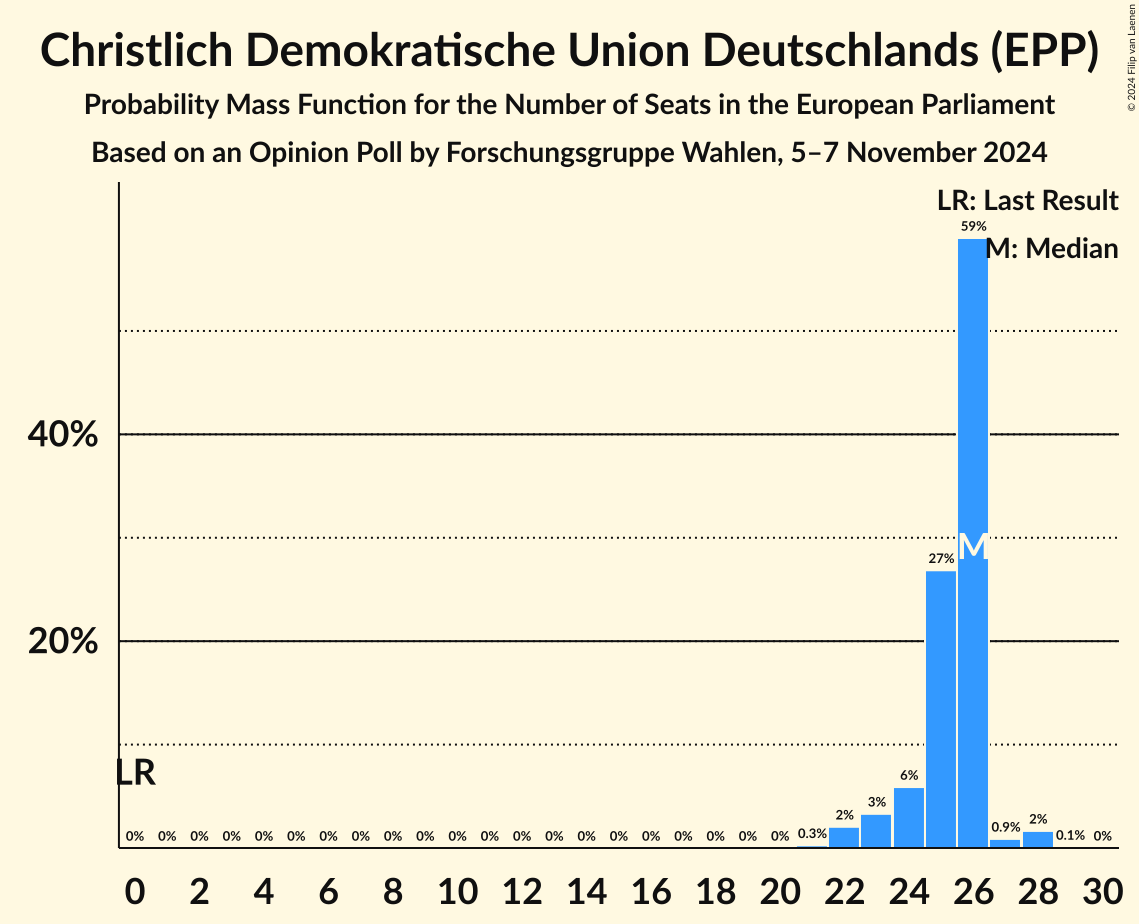 Christlich Demokratische Union Deutschlands (EPP)
Probability Mass Function for the Number of Seats in the European Parliament
Based on an Opinion Poll by Forschungsgruppe Wahlen, 5–7 November 2024
© 2024 Filip van Laenen
LR: Last Result
M: Median
59%
40%
M
27%
20%
LR
6%
3%
2%
0% 0% 0% 0% 0% 0% 0% 0% 0% 0% 0% 0% 0% 0% 0% 0% 0% 0% 0% 0% 0% 0.3% 0.9% 2% 0.1% 0%
0 2 4 6 8 10 12 14 16 18 20 22 24 26 28 30